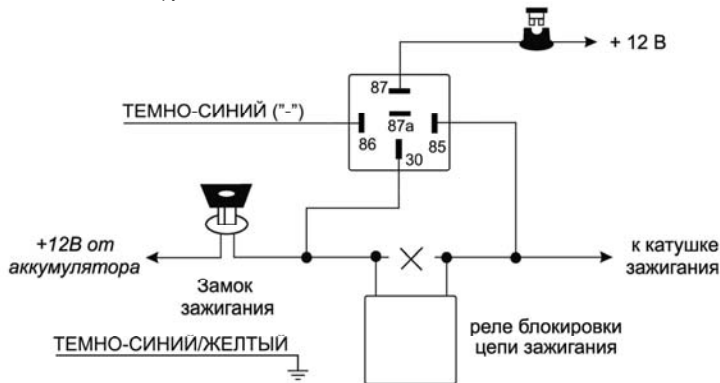 + 12 В
87
ТЕМНО-СИНИЙ ("-")
86
87a
85
30
+12В от
аккумулятора
Замок
зажигания
к катушке
зажигания
реле блокировки
цепи зажигания
ТЕМНО-СИНИЙ/ЖЕЛТЫЙ